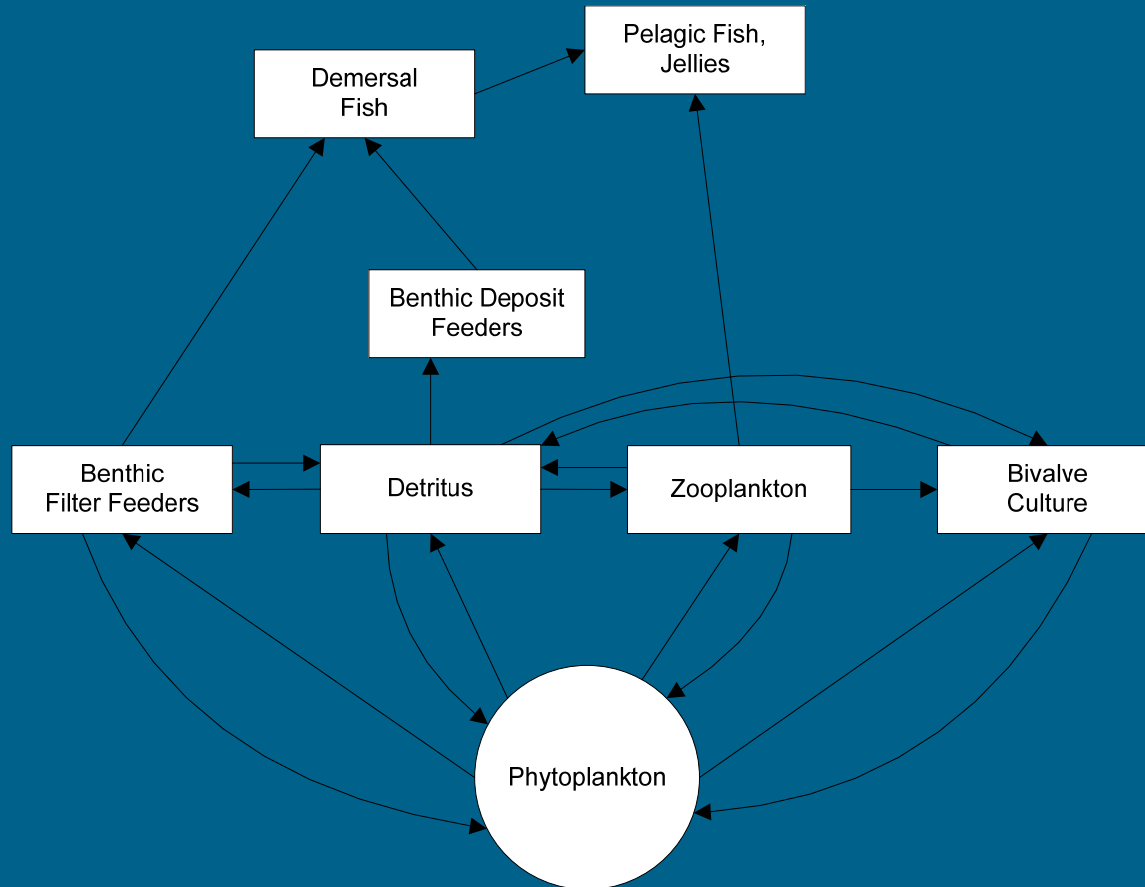 Pelagic Fish,
Jellies
Demersal
Fish
Benthic Deposit
Feeders
Benthic
Filter Feeders
Detritus
Zooplankton
Bivalve
Culture
Phytoplankton